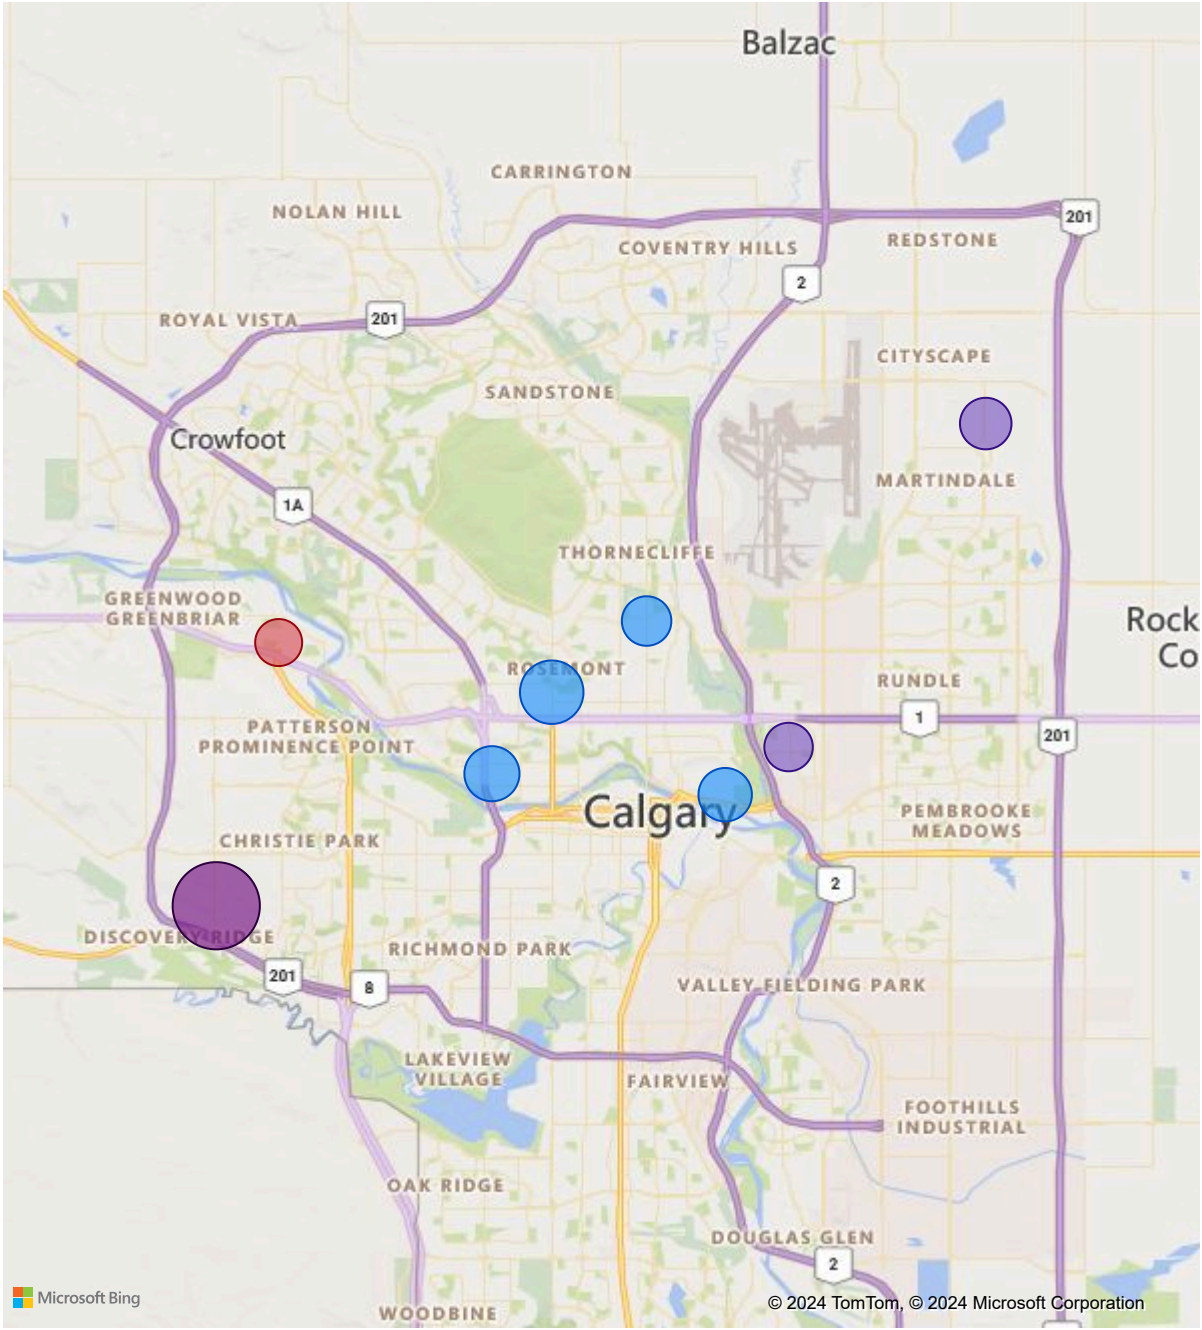 Balzac
CARRINGTON
NOLAN HILL
201
COVENTRY HILLS
REDSTONE
2
ROYAL VISTA
201
CITYSCAPE
SANDSTONE
Crowfoot
MARTINDALE
1A
THORNECLIFFE
GREENWOOD
GREENBRIAR
Rock
Co
ROSEMONT
RUNDLE
1
PATTERSON
PROMINENCE POINT
201
Calgary
PEMBROOKE
MEADOWS
CHRISTIE PARK
2
DISCOVERY RIDGE
RICHMOND PARK
201
8
VALLEY FIELDING PARK
LAKEVIEW
VILLAGE
FAIRVIEW
FOOTHILLS
INDUSTRIAL
OAK RIDGE
DOUGLAS GLEN
2
Microsoft Bing
© 2024 TomTom, © 2024 Microsoft Corporation
WOODBINE